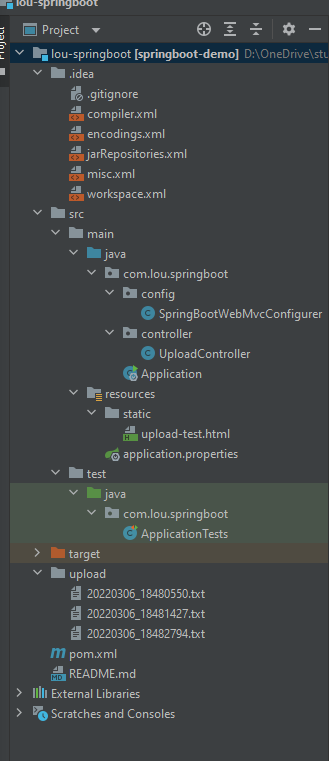 lou-springboot
Project
Project
lou-springboot [springboot-demo] D:\OneDrive\stu
.idea
.gitignore
compiler.xml
encodings.xml
jarRepositories.xml
misc.xml
workspace.xml
src
main
java
com.lou.springboot
config
SpringBootWebMvcConfigurer
controller
UploadController
Application
resources
static
upload-test.html
application.properties
test
java
com.lou.springboot
ApplicationTests
target
upload
20220306_18480550.txt
20220306_18481427.txt
20220306_18482794.txt
pom.xml
README.md
External Libraries
Scratches and Consoles